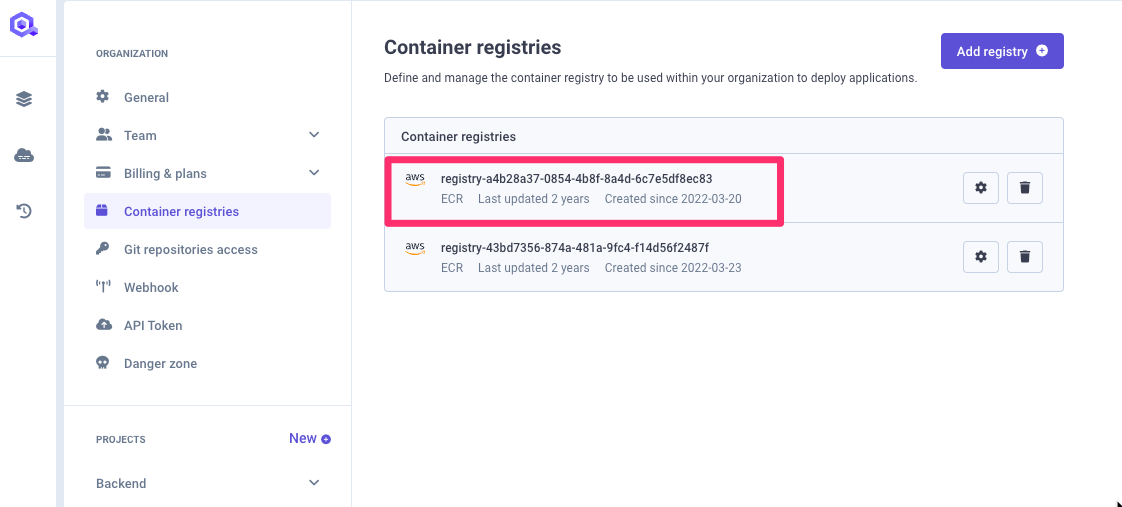 ORGANIZATION
General
Team
Billing & plans
Container registries
Git repositories access
Webhook
API Token
Danger zone
PROJECTS
New
Backend
Container registries
Add registry
Define and manage the container registry to be used within your organization to deploy applications.
Container registries
aws
registry-a4b28a37-0854-4b8f-8a4d-6c7e5df8ec83
ECR Last updated 2 years Created since 2022-03-20
aws
registry-43bd7356-874a-481a-9fc4-f14d56f2487f
ECR Last updated 2 years Created since 2022-03-23